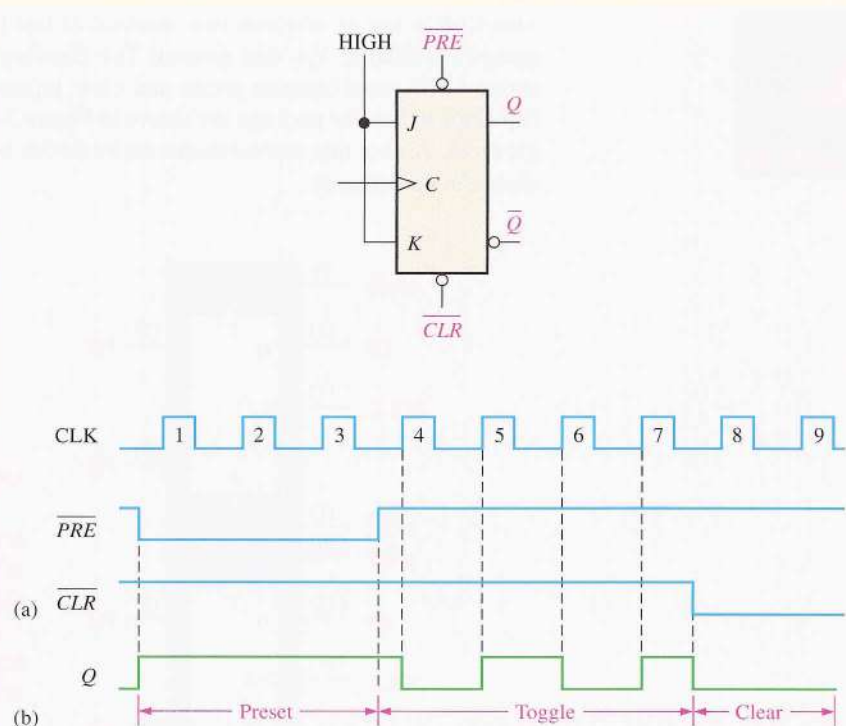 HIGH PRE
J
Q
C
K
Q
CLR
CLK 1 2 3 4 5 6 7 8 9
PRE
(a) CLR
Q
(b) Preset Toggle Clear